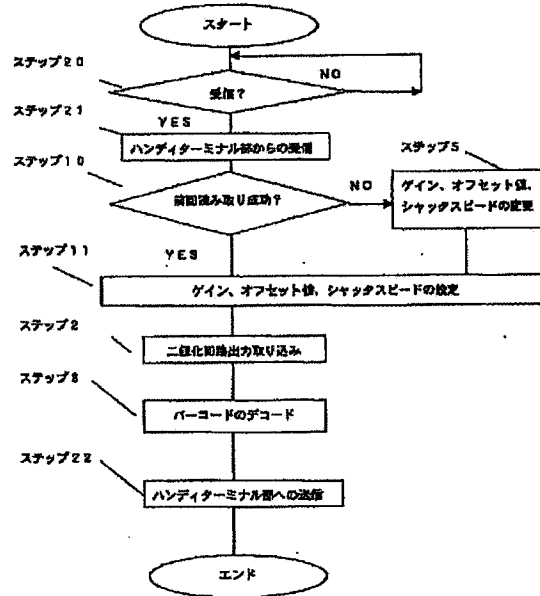 スタート
ステップ20
NO
受信?
ステップ21
YES
ハンディターミナル部からの受信
ステップ10
ステップ5
前回読み取り成功?
NO
ゲイン、オフセット値,
シャッタスピードの変更
YES
ステップ11
ゲイン、オフセット値,シャッタスピードの設定
ステップ2
二値化回路出力取り込み
ステップ8
バーコードのデコード
ステップ22
ハンディターミナル部への送信
エンド